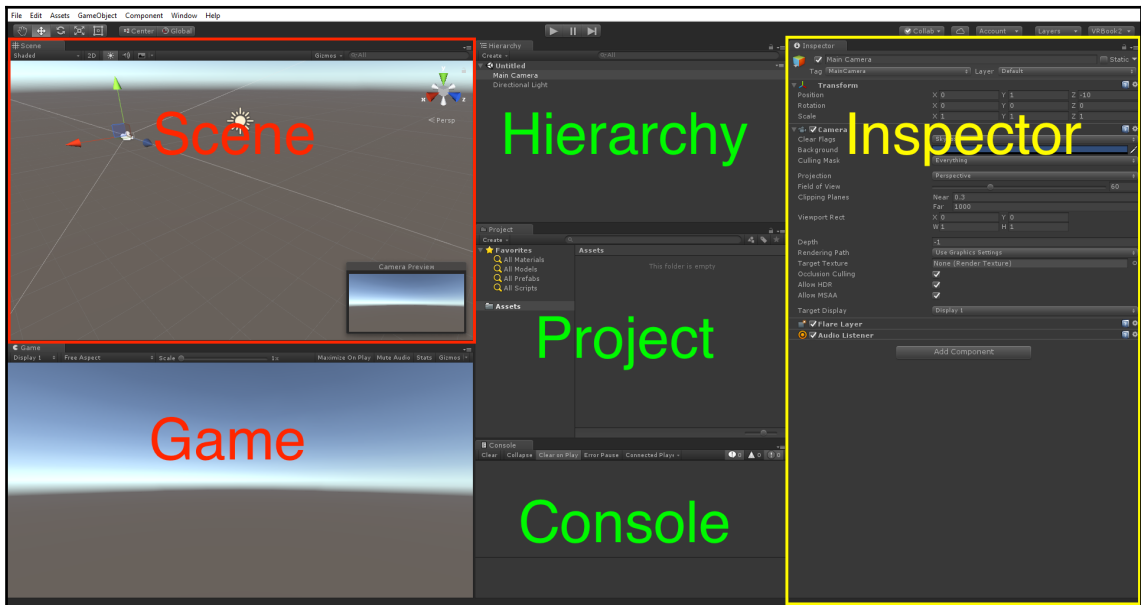 File Edit Assets GameObject Component Window Help
Center Global
Collab Account Layers VRBook2
Scene
Shaded 2D Gizmos All
Persp
Scene
Camera Preview
Game
Display 1 Free Aspect Scale 1x Maximize On Play Mute Audio Stats Gizmos
Game
Hierarchy
Create All
Untitled
Main Camera
Directional Light
Hierarchy
Project
Create
Favorites
All Materials
All Models
All Prefabs
All Scripts
Assets
Assets
This folder is empty
Project
Console
Clear Collapse Clear on Play Error Pause Connected Play 0 0 0
Console
Inspector
Main Camera Static
Tag MainCamera Layer Default
Transform
Position X 0 Y 1 Z -10
Rotation X 0 Y 0 Z 0
Scale X 1 Y 1 Z 1
Inspector
Camera
Clear Flags
Background
Culling Mask Everything
Projection Perspective
Field of View 60
Clipping Planes Near 0.3
Far 1000
Viewport Rect X 0 Y 0
W 1 H 1
Depth -1
Rendering Path Use Graphics Settings
Target Texture None (Render Texture)
Occlusion Culling
Allow HDR
Allow MSAA
Target Display Display 1
Flare Layer
Audio Listener
Add Component